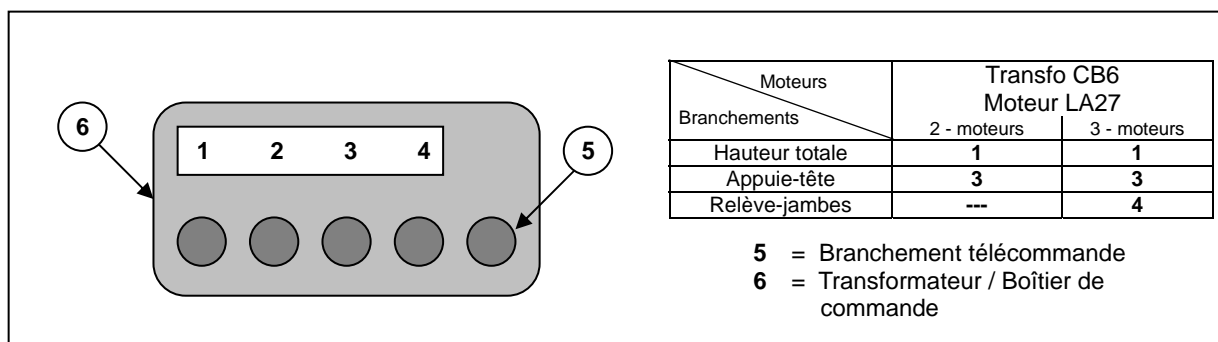 6
1 2 3 4
5
Moteurs
Branchements
Transfo CB6
Moteur LA27
2 - moteurs 3 - moteurs
Hauteur totale 1 1
Appuie-tête 3 3
Relève-jambes --- 4
5 = Branchement télécommande
6 = Transformateur / Boîtier de
commande